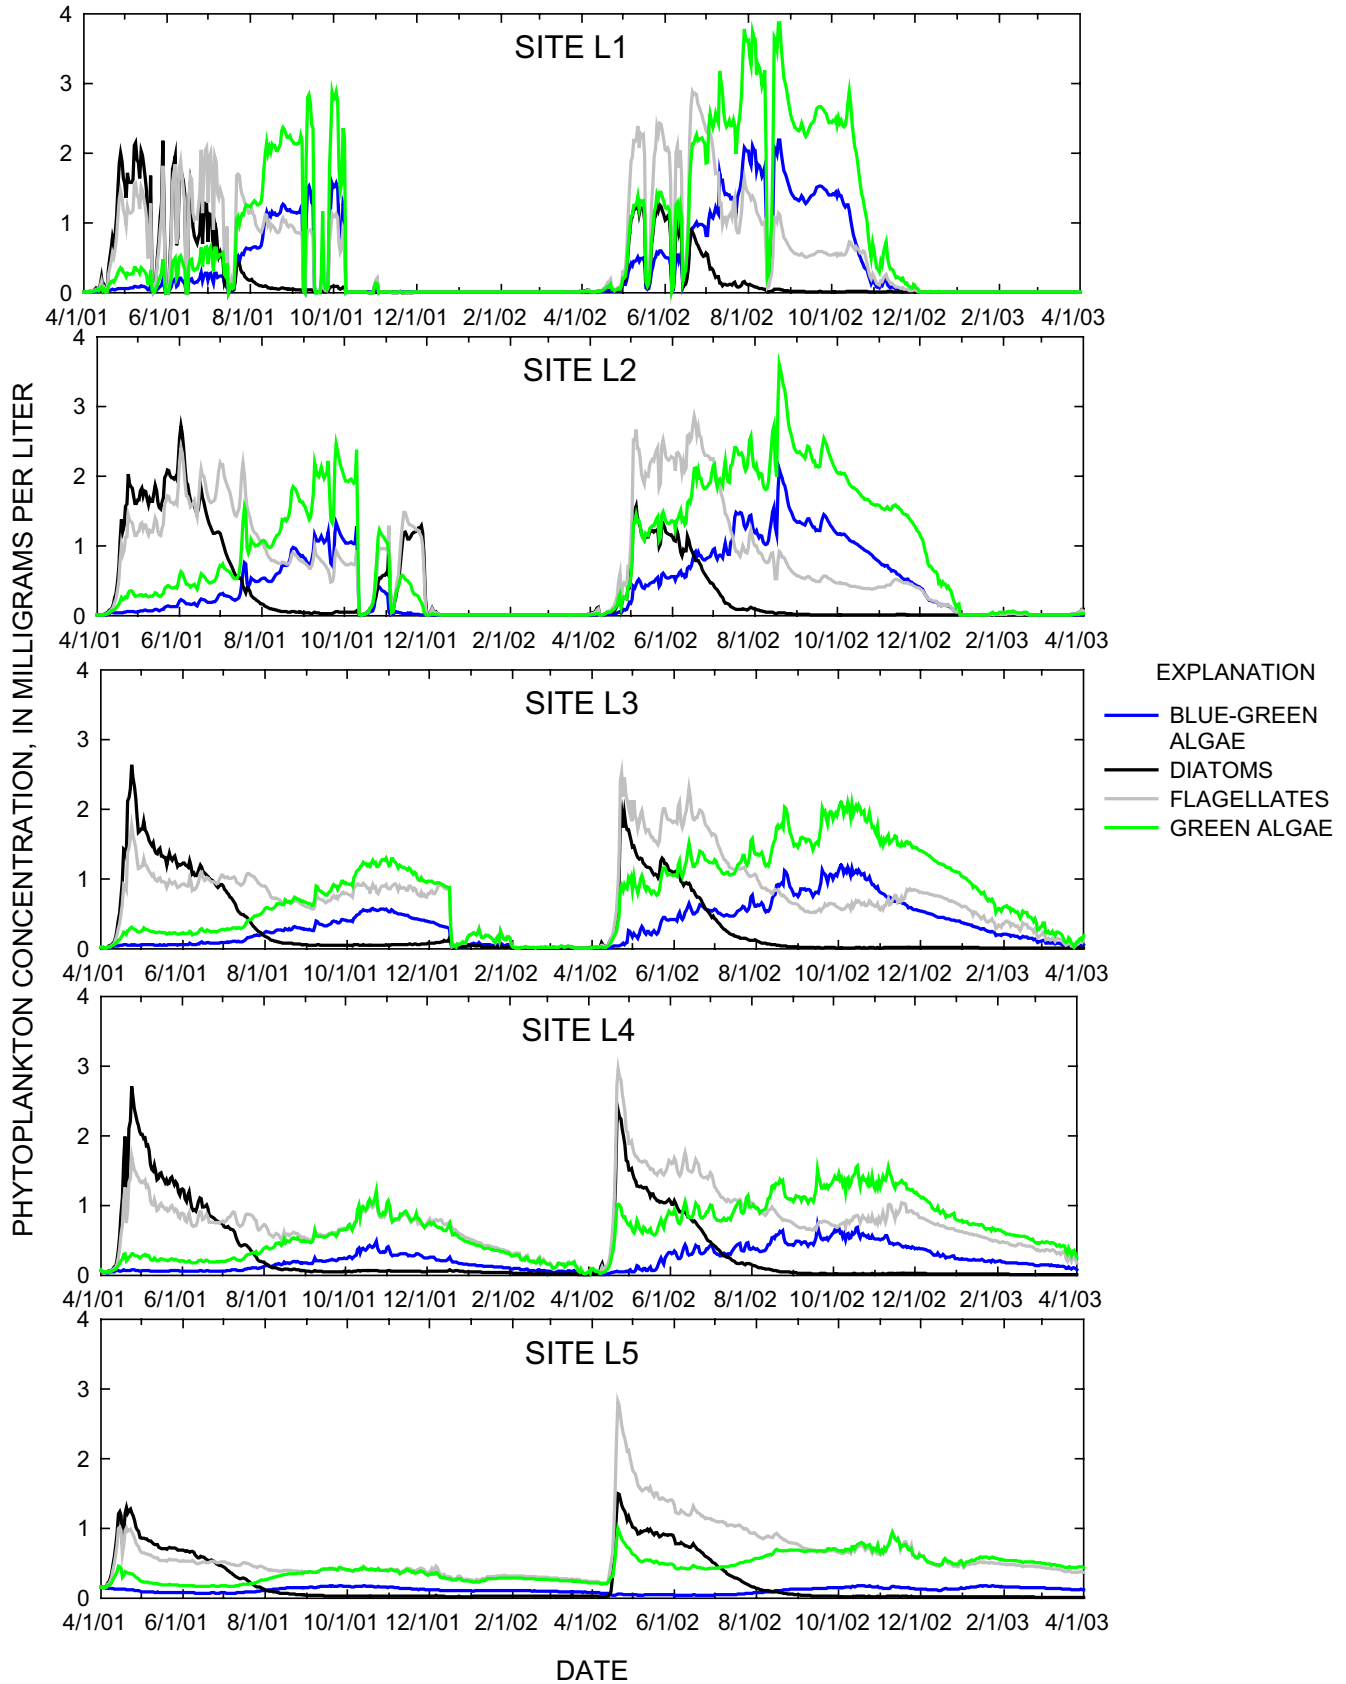 SITE L1
4
3
2
1
0
4/1/01 6/1/01 8/1/01 10/1/01 12/1/01 2/1/02 4/1/02 6/1/02 8/1/02 10/1/02 12/1/02 2/1/03 4/1/03
SITE L2
4
3
2
1
0
4/1/01 6/1/01 8/1/01 10/1/01 12/1/01 2/1/02 4/1/02 6/1/02 8/1/02 10/1/02 12/1/02 2/1/03 4/1/03
SITE L3
4
3
2
1
0
4/1/01 6/1/01 8/1/01 10/1/01 12/1/01 2/1/02 4/1/02 6/1/02 8/1/02 10/1/02 12/1/02 2/1/03 4/1/03
SITE L4
4
3
2
1
0
4/1/01 6/1/01 8/1/01 10/1/01 12/1/01 2/1/02 4/1/02 6/1/02 8/1/02 10/1/02 12/1/02 2/1/03 4/1/03
SITE L5
4
3
2
1
0
4/1/01 6/1/01 8/1/01 10/1/01 12/1/01 2/1/02 4/1/02 6/1/02 8/1/02 10/1/02 12/1/02 2/1/03 4/1/03
DATE
PHYTOPLANKTON CONCENTRATION, IN MILLIGRAMS PER LITER
EXPLANATION
BLUE-GREEN
ALGAE
DIATOMS
FLAGELLATES
GREEN ALGAE